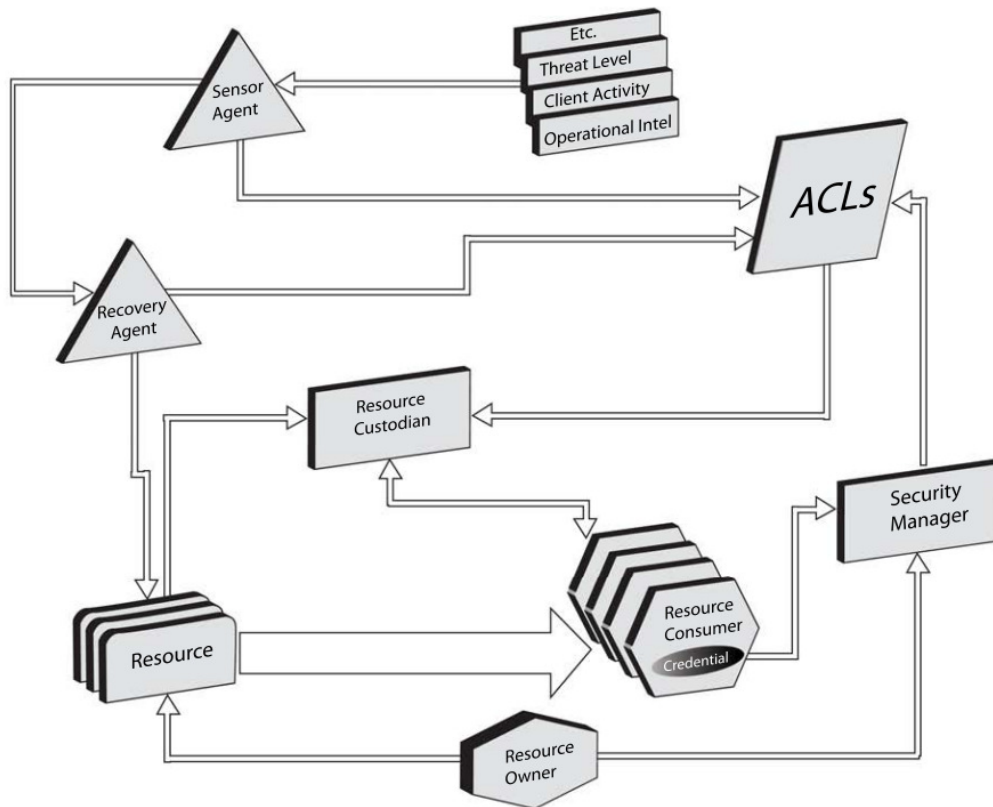 Etc.
Threat Level
Client Activity
Operational Intel
Sensor
Agent
ACLs
Recovery
Agent
Resource
Custodian
Security
Manager
Resource
Consumer
Credential
Resource
Resource
Owner